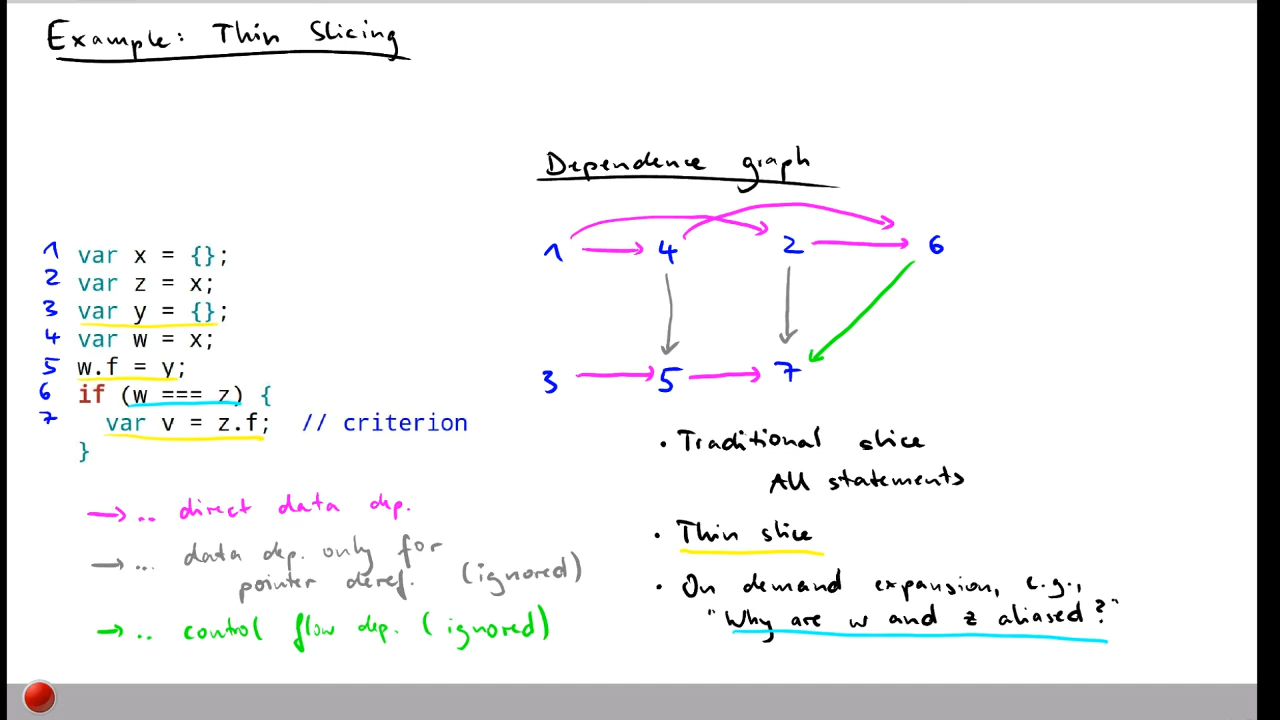 Example: Thin Slicing
Dependence graph
1 4 2 6
3 5 7
1 var x = {};
2 var z = x;
3 var y = {};
4 var w = x;
5 w.f = y;
6 if (w === z) {
7 var v = z.f; // criterion
}
→ .. direct data dep.
→ ... data dep. only for
pointer deref. (ignored)
→ .. control flow dep. (ignored)
• Traditional slice
All statements
• Thin slice
• On demand expansion, e.g.,
"Why are w and z aliased?"